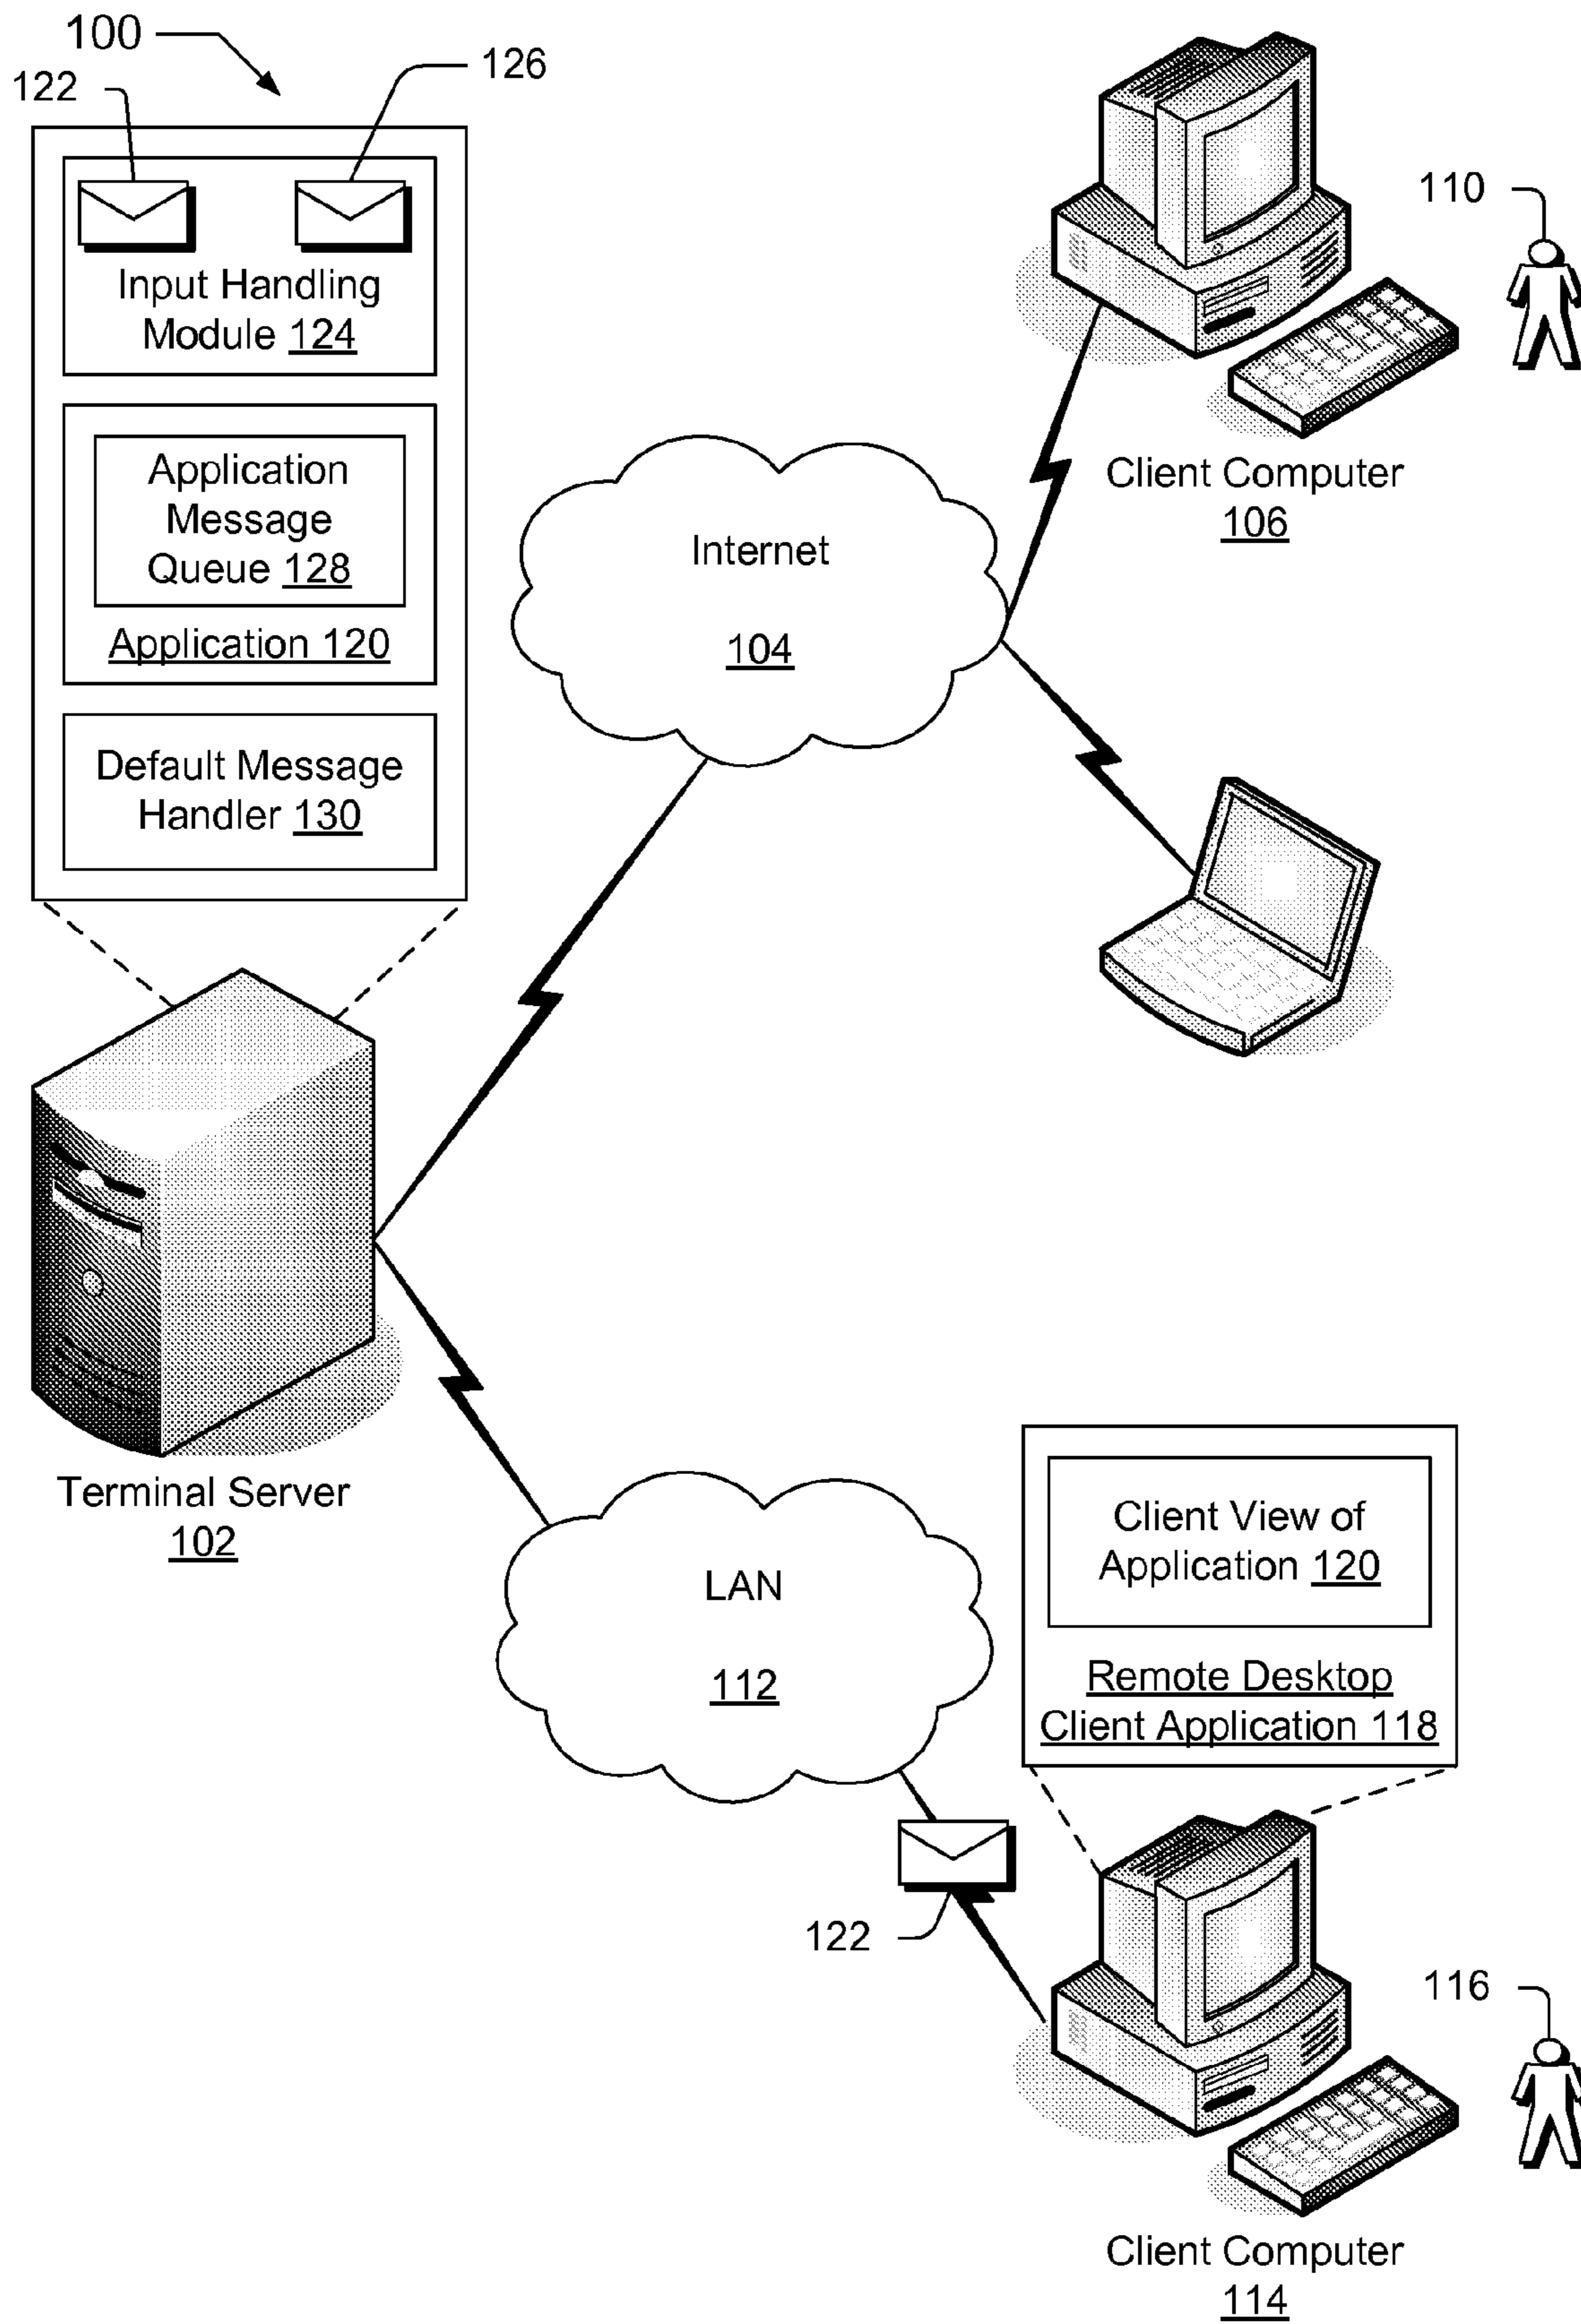 100
122
126
Input Handling
Module 124
Application
Message
Queue 128
Application 120
Default Message
Handler 130
Terminal Server
102
Internet
104
110
Client Computer
106
LAN
112
Client View of
Application 120
Remote Desktop
Client Application 118
122
116
Client Computer
114